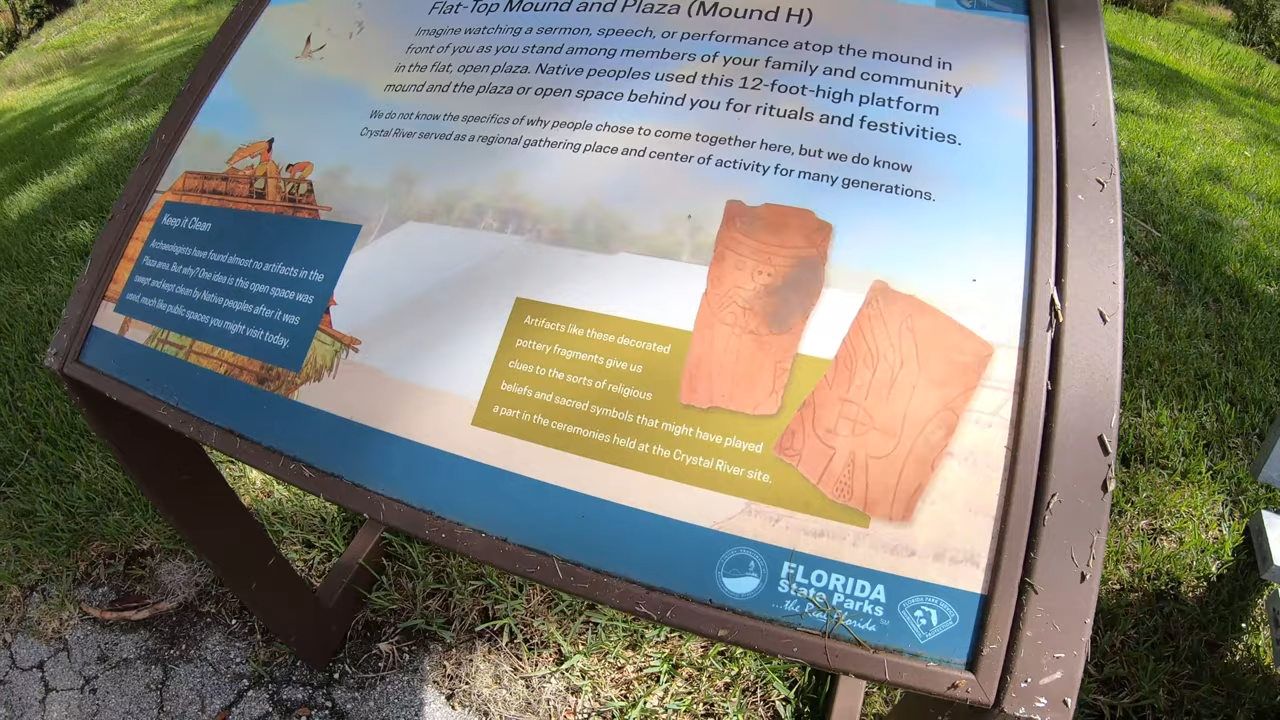 Flat-Top Mound and Plaza (Mound H)
Imagine watching a sermon, speech, or performance atop the mound in
front of you as you stand among members of your family and community
in the flat, open plaza. Native peoples used this 12-foot-high platform
mound and the plaza or open space behind you for rituals and festivities.
We do not know the specifics of why people chose to come together here, but we do know
Crystal River served as a regional gathering place and center of activity for many generations.
Keep it Clean
Archaeologists have found almost no artifacts in the
Plaza area. But why? One idea is this open space was
swept and kept clean by Native peoples after it was
used, much like public spaces you might visit today.
Artifacts like these decorated
pottery fragments give us
clues to the sorts of religious
beliefs and sacred symbols that might have played
a part in the ceremonies held at the Crystal River site.
FLORIDA
State Parks
...the Real Florida
SM
FLORIDA PARK SERVICE